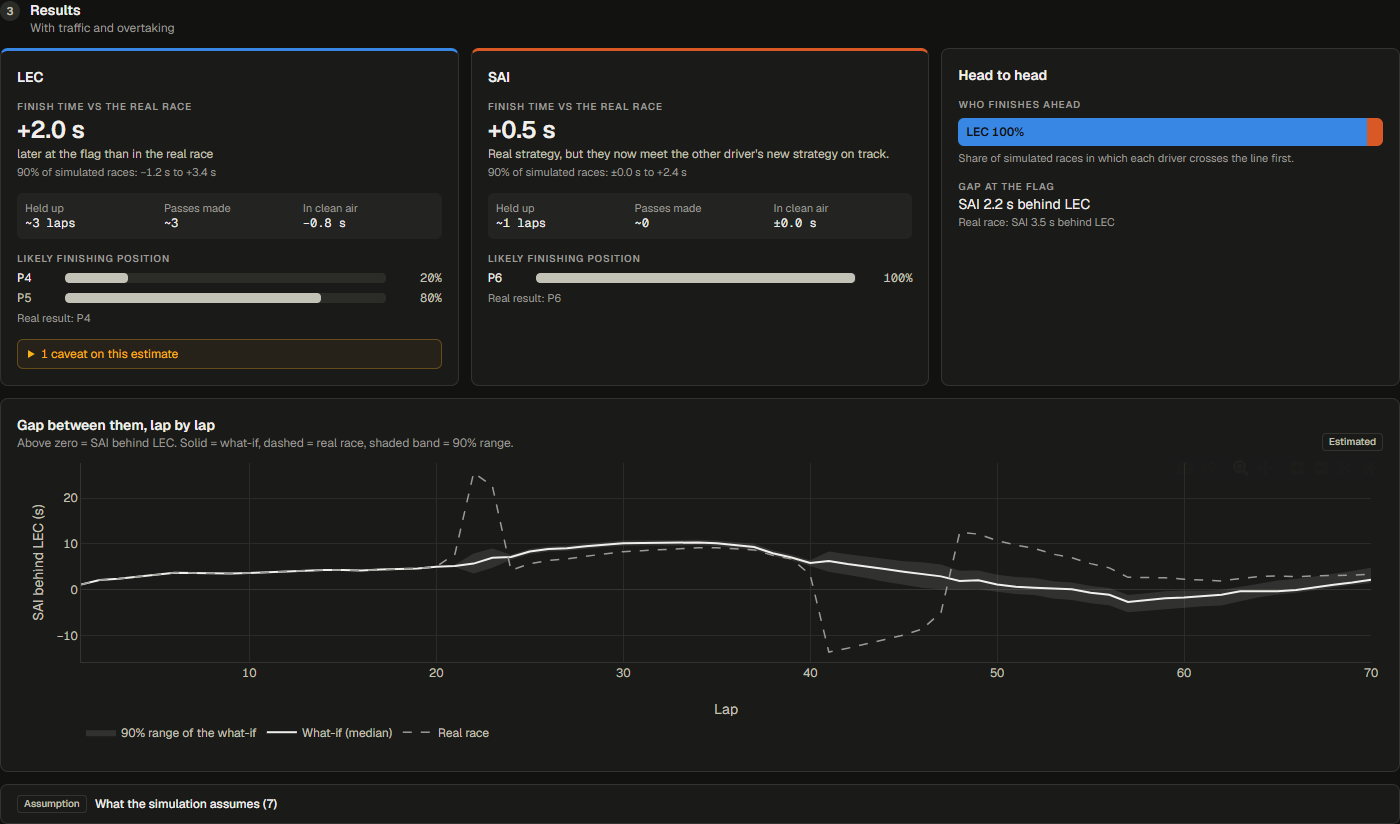 3 Results
With traffic and overtaking
LEC
FINISH TIME VS THE REAL RACE
+2.0 s
later at the flag than in the real race
90% of simulated races: −1.2 s to +3.4 s
Held up Passes made In clean air
~3 laps ~3 −0.8 s
LIKELY FINISHING POSITION
P4 20%
P5 80%
Real result: P4
▶ 1 caveat on this estimate
SAI
FINISH TIME VS THE REAL RACE
+0.5 s
Real strategy, but they now meet the other driver's new strategy on track.
90% of simulated races: ±0.0 s to +2.4 s
Held up Passes made In clean air
~1 laps ~0 ±0.0 s
LIKELY FINISHING POSITION
P6 100%
Real result: P6
Head to head
WHO FINISHES AHEAD
LEC 100%
Share of simulated races in which each driver crosses the line first.
GAP AT THE FLAG
SAI 2.2 s behind LEC
Real race: SAI 3.5 s behind LEC
Gap between them, lap by lap
Above zero = SAI behind LEC. Solid = what-if, dashed = real race, shaded band = 90% range.
Estimated
SAI behind LEC (s)
20
10
0
−10
10 20 30 40 50 60 70
Lap
90% range of the what-if What-if (median) Real race
Assumption What the simulation assumes (7)